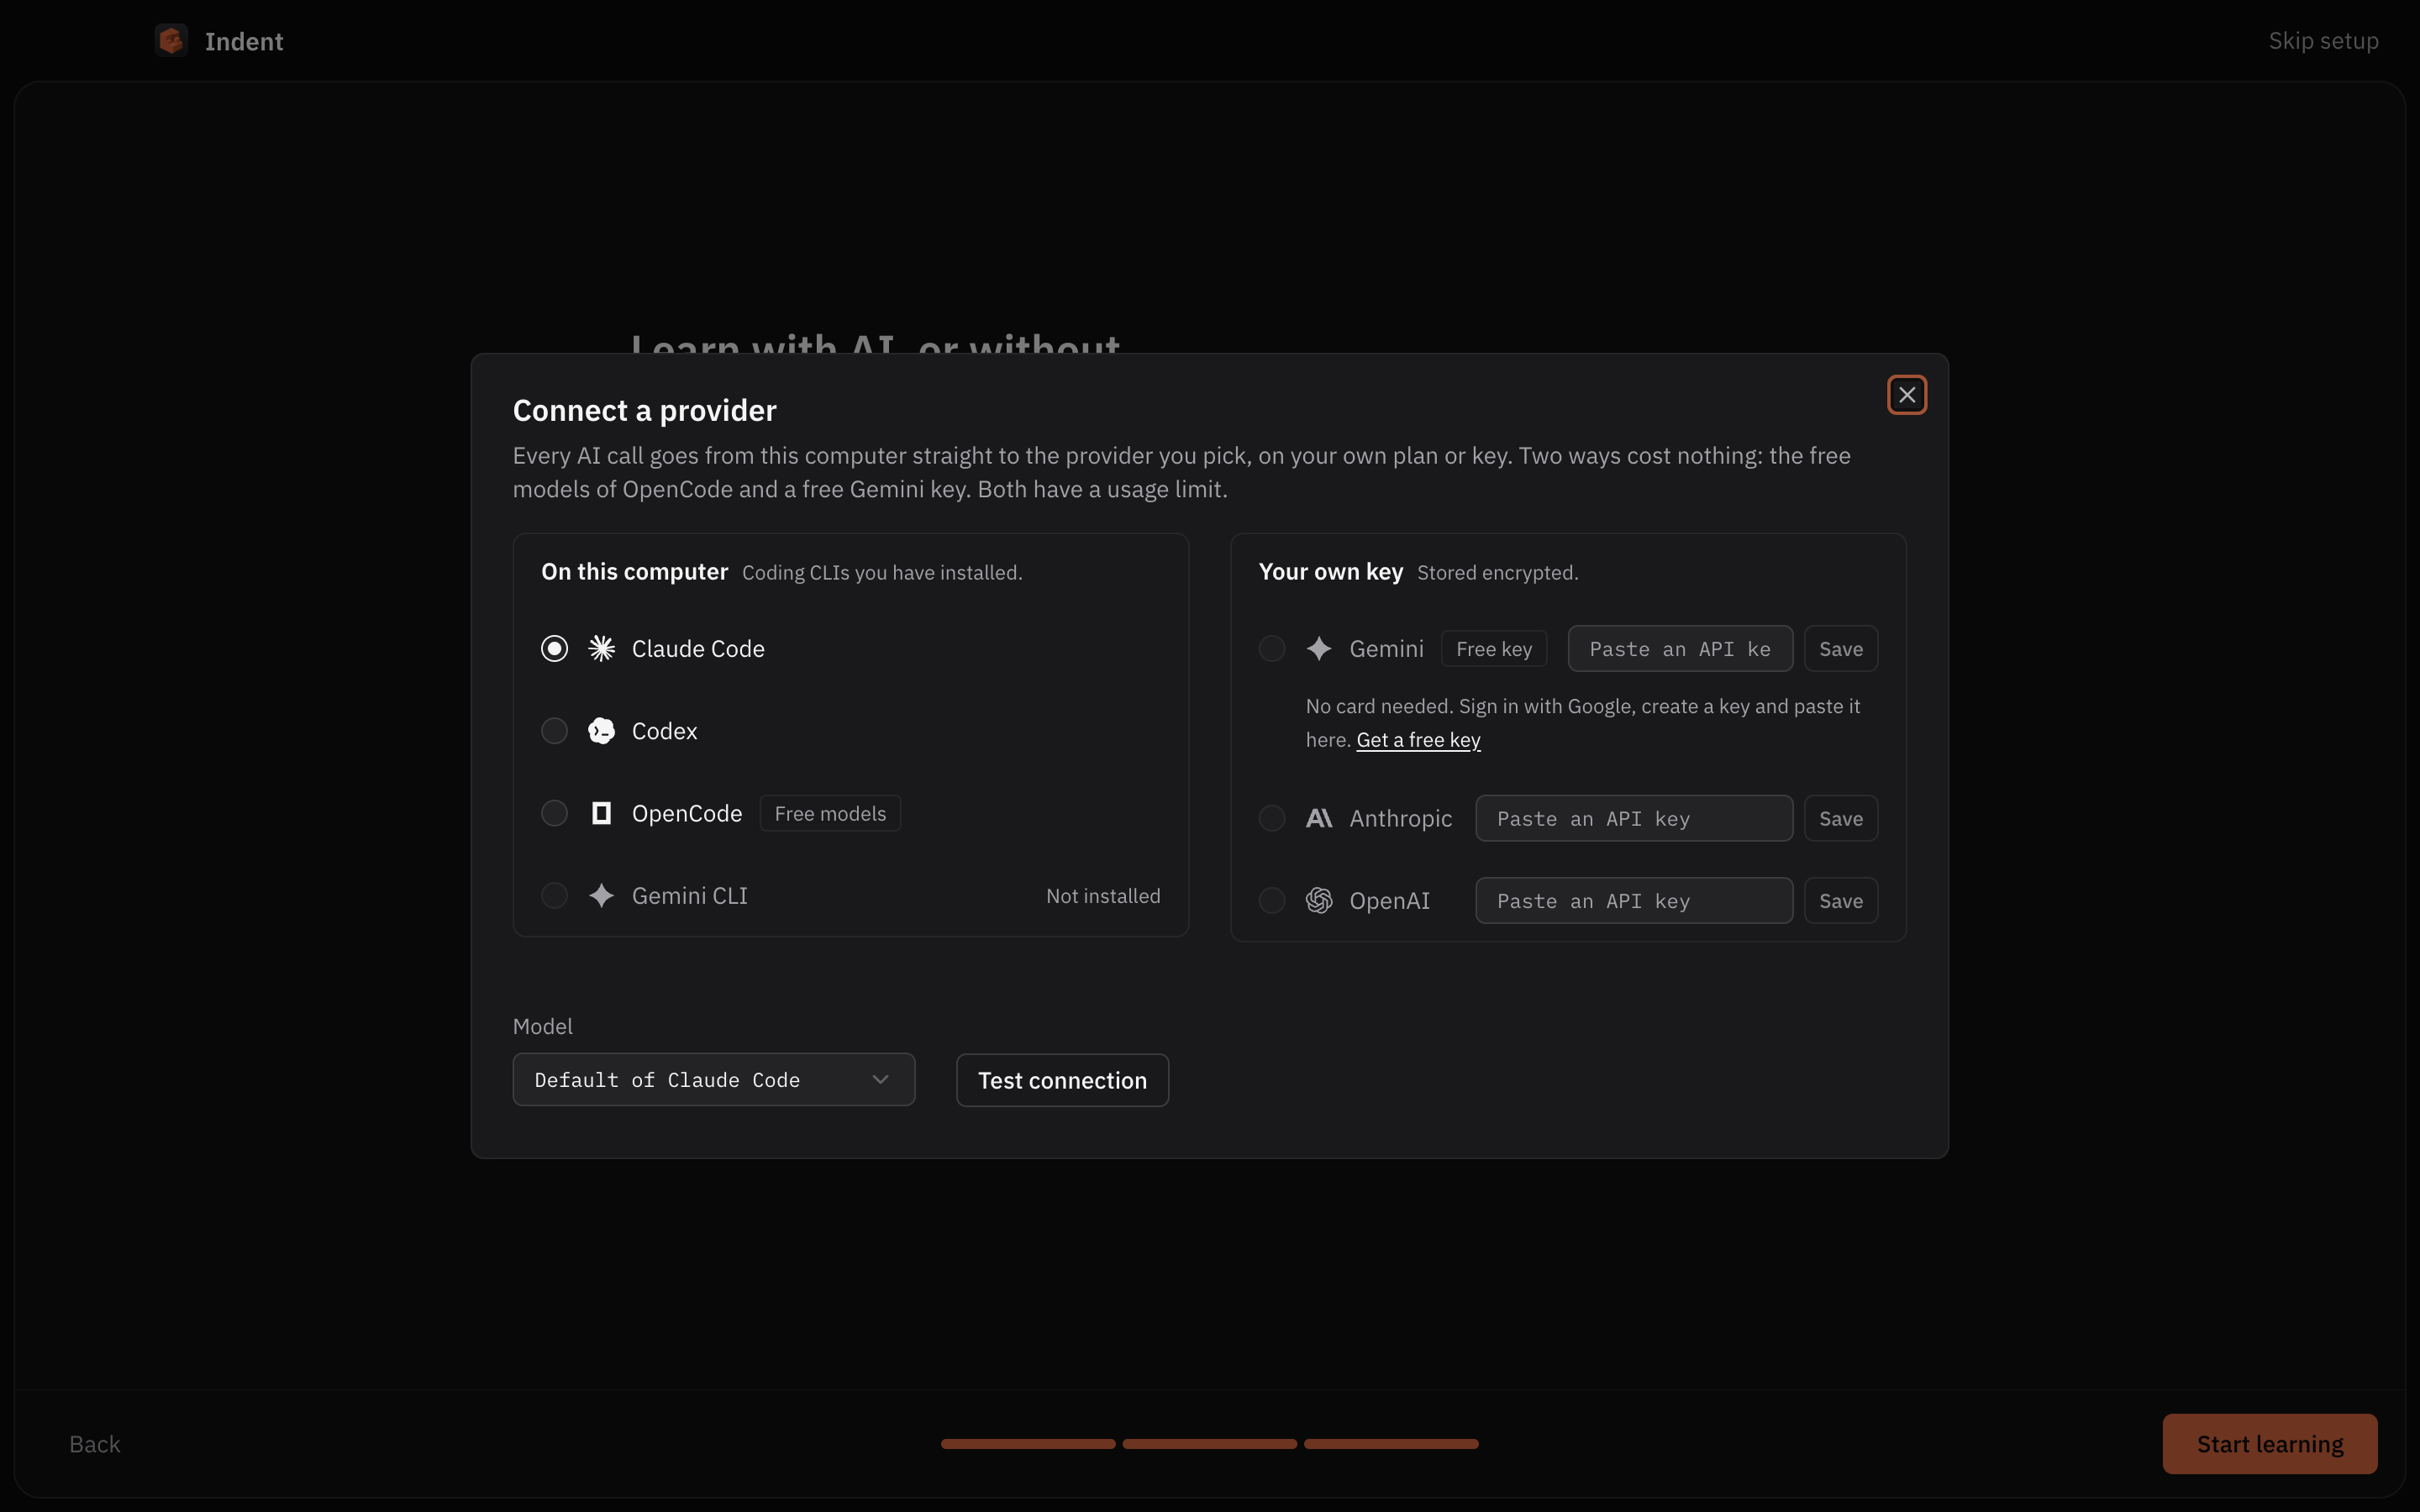 Indent
Skip setup
Learn with AI, or without
Connect a provider
Every AI call goes from this computer straight to the provider you pick, on your own plan or key. Two ways cost nothing: the free
models of OpenCode and a free Gemini key. Both have a usage limit.
On this computer Coding CLIs you have installed.
Claude Code
Codex
OpenCode Free models
Gemini CLI Not installed
Your own key Stored encrypted.
Gemini Free key Paste an API ke Save
No card needed. Sign in with Google, create a key and paste it
here. Get a free key
Anthropic Paste an API key Save
OpenAI Paste an API key Save
Model
Default of Claude Code
Test connection
Back
Start learning